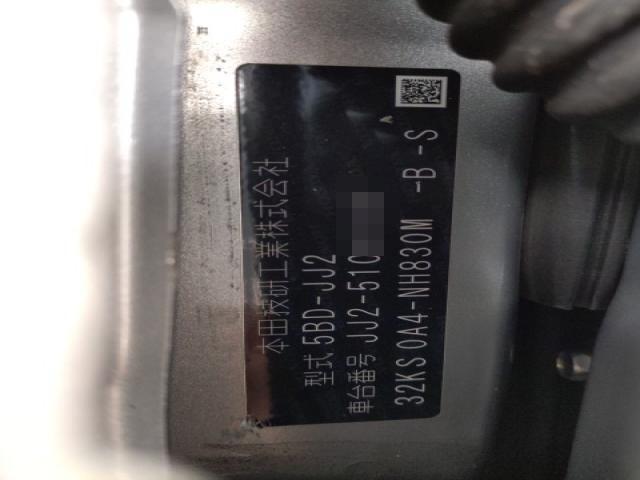 本田技研工業株式会社
型式 5BD-JJ2
車台番号 JJ2-510
32KS 0A4-NH830M -B -S